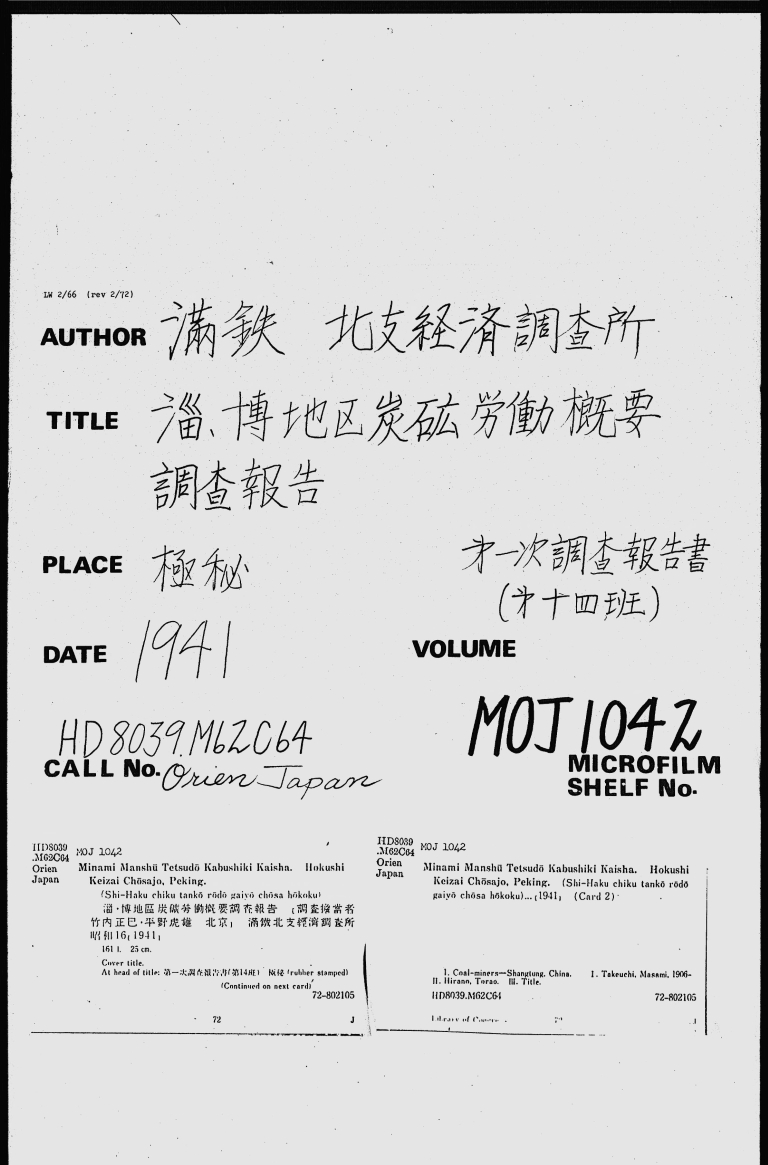 LW 2/66 (rev 2/72)
AUTHOR 満鉄 北支経済調査所
TITLE 淄、博地区炭砿労働概要
調査報告
PLACE 極秘
第一次調査報告書
(第十四班)
DATE 1941
VOLUME
HD8039.M62C64
CALL No. Orien Japan
MOJ 1042
MICROFILM
SHELF No.
HD8039
.M62C64
Orien
Japan
MOJ 1042
Minami Manshū Tetsudō Kabushiki Kaisha. Hokushi
Keizai Chōsajo, Peking.
(Shi-Haku chiku tankō rōdō gaiyō chōsa hōkoku)
淄·博地區炭礦勞働概要調査報告 [調査擔當者
竹内正巳·平野虎雄 北京] 滿鐵北支經濟調査所
昭和16[1941]
161 l. 25 cm.
Cover title.
At head of title: 第一次調査報告書(第14班) 極秘 (rubber stamped)
(Continued on next card)
72-802105
72 J
HD8039
.M62C64
Orien
Japan
MOJ 1042
Minami Manshū Tetsudō Kabushiki Kaisha. Hokushi
Keizai Chōsajo, Peking. (Shi-Haku chiku tankō rōdō
gaiyō chōsa hōkoku)...[1941] (Card 2)
1. Coal-miners—Shangtung, China. I. Takeuchi, Masami, 1906-
II. Hirano, Torao. III. Title.
HD8039.M62C64 72-802105
Library of
J